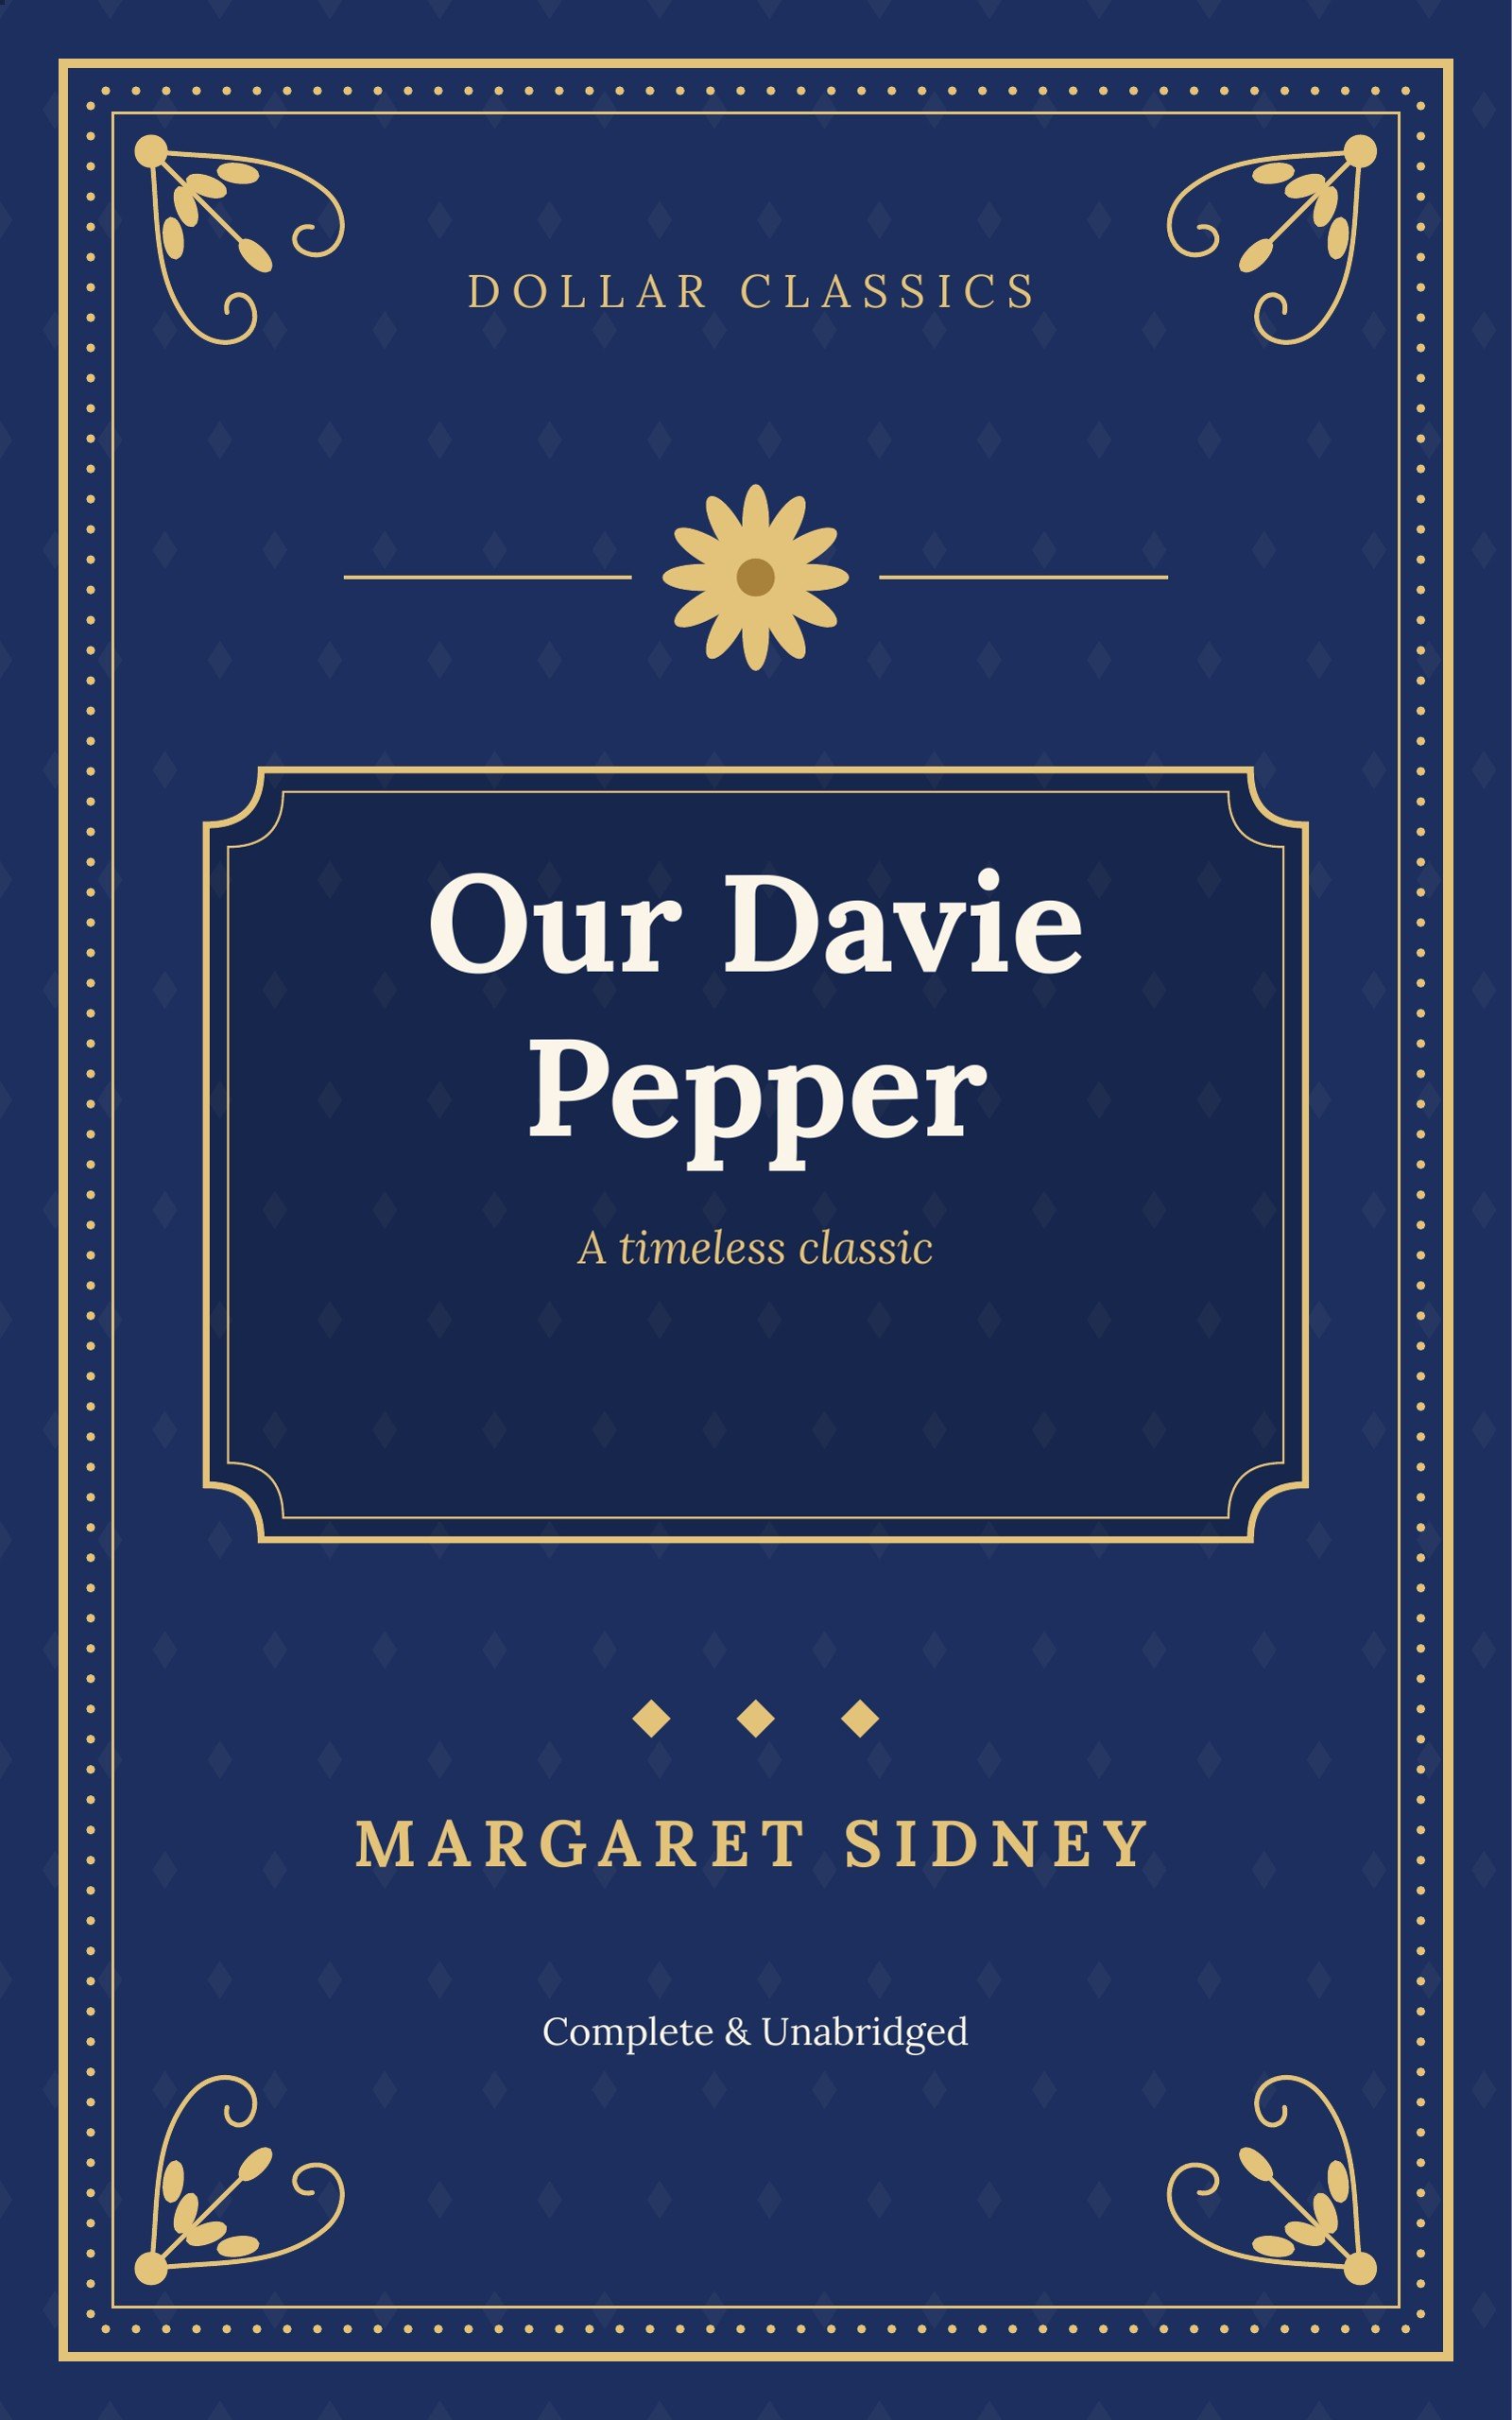 DOLLAR CLASSICS
Our Davie
Pepper
A timeless classic
MARGARET SIDNEY
Complete & Unabridged